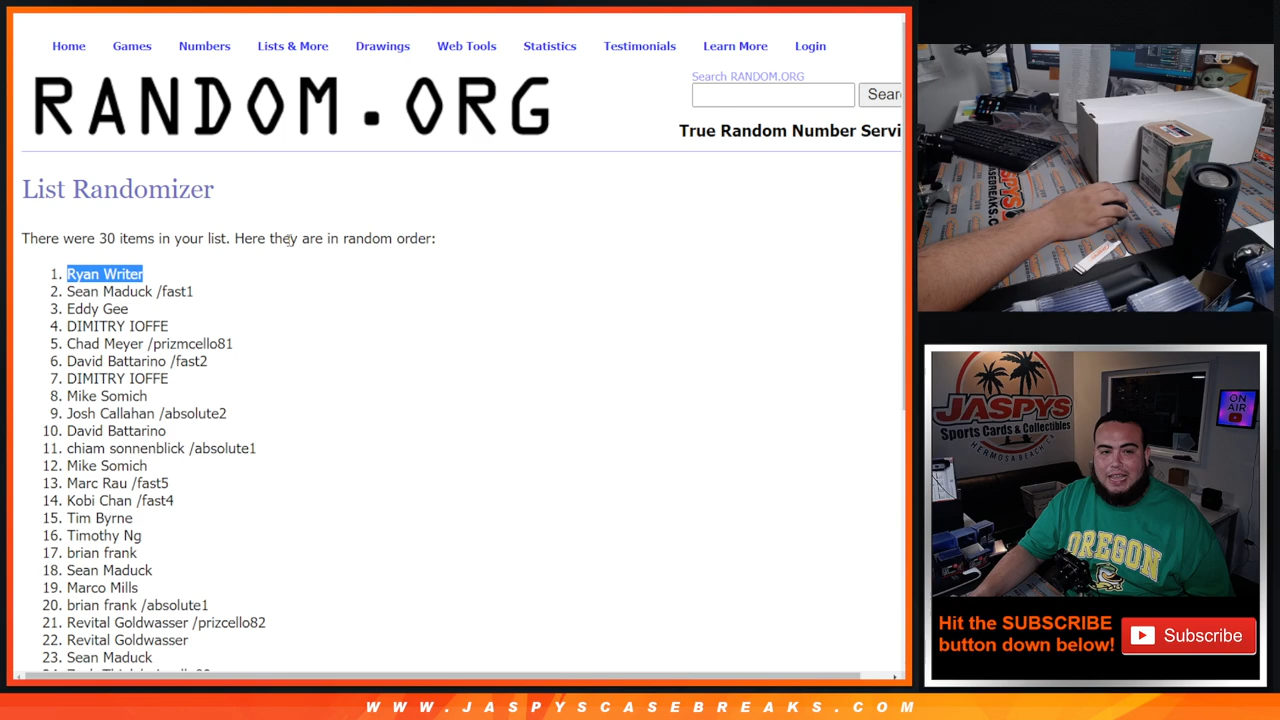 Home Games Numbers Lists & More Drawings Web Tools Statistics Testimonials Learn More Login
RANDOM.ORG
Search RANDOM.ORG
Sear
True Random Number Servi
List Randomizer
There were 30 items in your list. Here they are in random order:
1. Ryan Writer
2. Sean Maduck /fast1
3. Eddy Gee
4. DIMITRY IOFFE
5. Chad Meyer /prizmcello81
6. David Battarino /fast2
7. DIMITRY IOFFE
8. Mike Somich
9. Josh Callahan /absolute2
10. David Battarino
11. chiam sonnenblick /absolute1
12. Mike Somich
13. Marc Rau /fast5
14. Kobi Chan /fast4
15. Tim Byrne
16. Timothy Ng
17. brian frank
18. Sean Maduck
19. Marco Mills
20. brian frank /absolute1
21. Revital Goldwasser /prizcello82
22. Revital Goldwasser
23. Sean Maduck
JASPYS
Sports Cards & Collectibles
HERMOSA BEACH, CA
ON AIR
OREGON
Hit the SUBSCRIBE
button down below!
Subscribe
WWW.JASPYSCASEBREAKS.COM